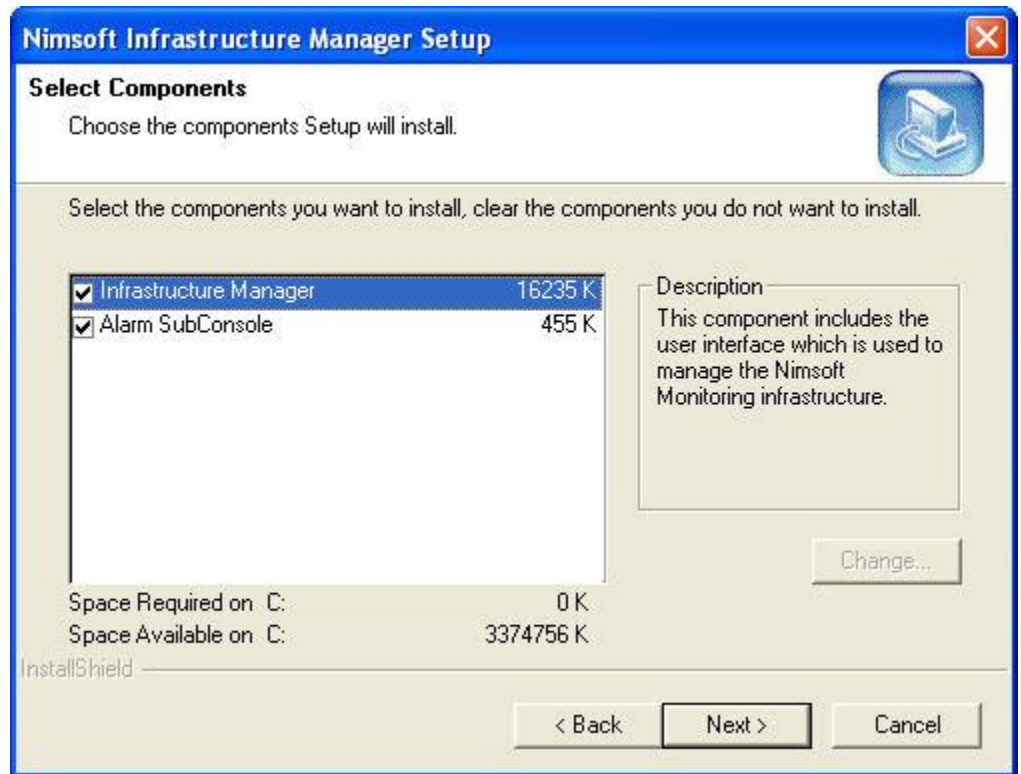 Nimsoft Infrastructure Manager Setup
Select Components
Choose the components Setup will install.
Select the components you want to install, clear the components you do not want to install.
Infrastructure Manager 16235 K
Alarm SubConsole 455 K
Description
This component includes the
user interface which is used to
manage the Nimsoft
Monitoring infrastructure.
Change...
Space Required on C: 0 K
Space Available on C: 3374756 K
InstallShield
< Back Next > Cancel